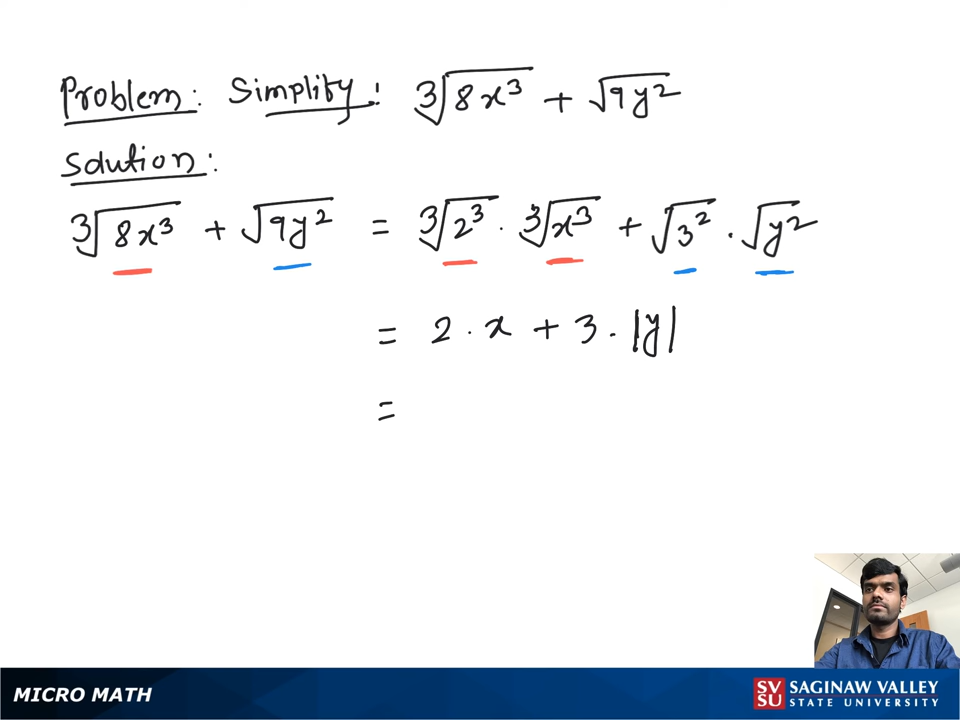 Problem: Simplify: ∛(8x³) + √(9y²)
Solution:
∛(8x³) + √(9y²) = ∛(2³) · ∛(x³) + √(3²) · √(y²)
= 2 · x + 3 · |y|
=
MICRO MATH
SV SU SAGINAW VALLEY
STATE UNIVERSITY